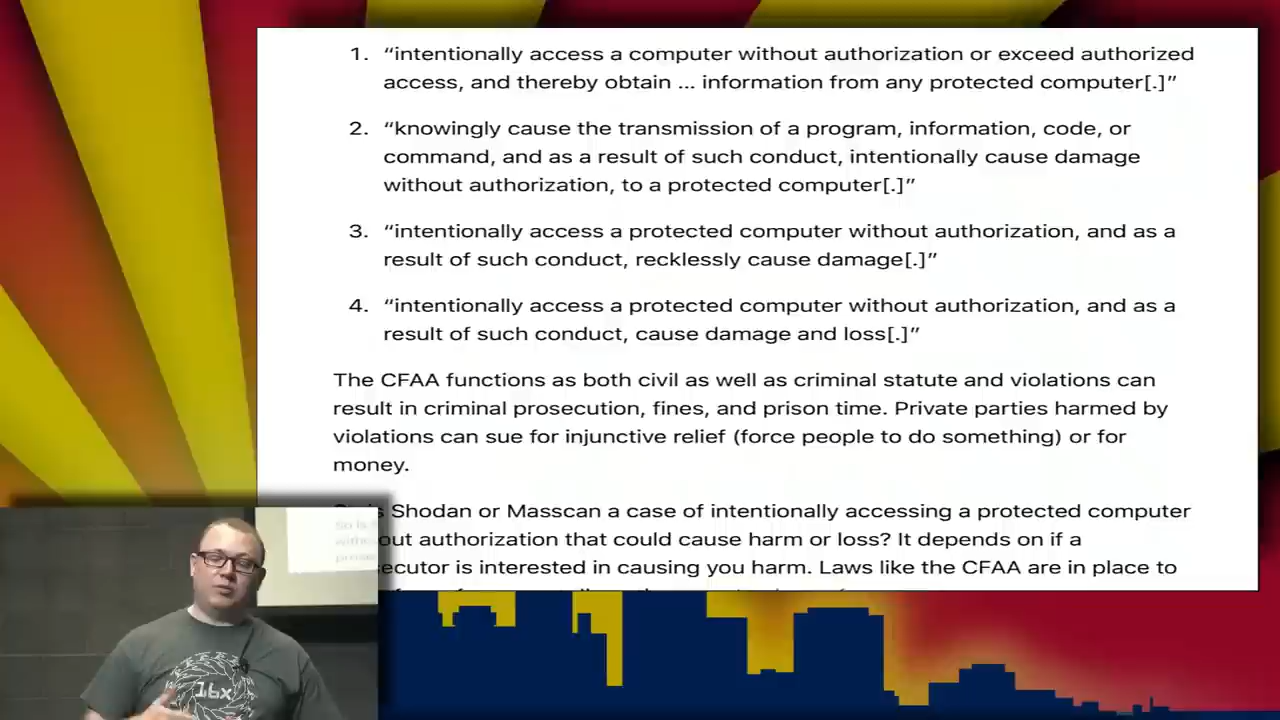 1. “intentionally access a computer without authorization or exceed authorized
access, and thereby obtain ... information from any protected computer[.]”
2. “knowingly cause the transmission of a program, information, code, or
command, and as a result of such conduct, intentionally cause damage
without authorization, to a protected computer[.]”
3. “intentionally access a protected computer without authorization, and as a
result of such conduct, recklessly cause damage[.]”
4. “intentionally access a protected computer without authorization, and as a
result of such conduct, cause damage and loss[.]”
The CFAA functions as both civil as well as criminal statute and violations can
result in criminal prosecution, fines, and prison time. Private parties harmed by
violations can sue for injunctive relief (force people to do something) or for
money.
Shodan or Masscan a case of intentionally accessing a protected computer
out authorization that could cause harm or loss? It depends on if a
secutor is interested in causing you harm. Laws like the CFAA are in place to
16x